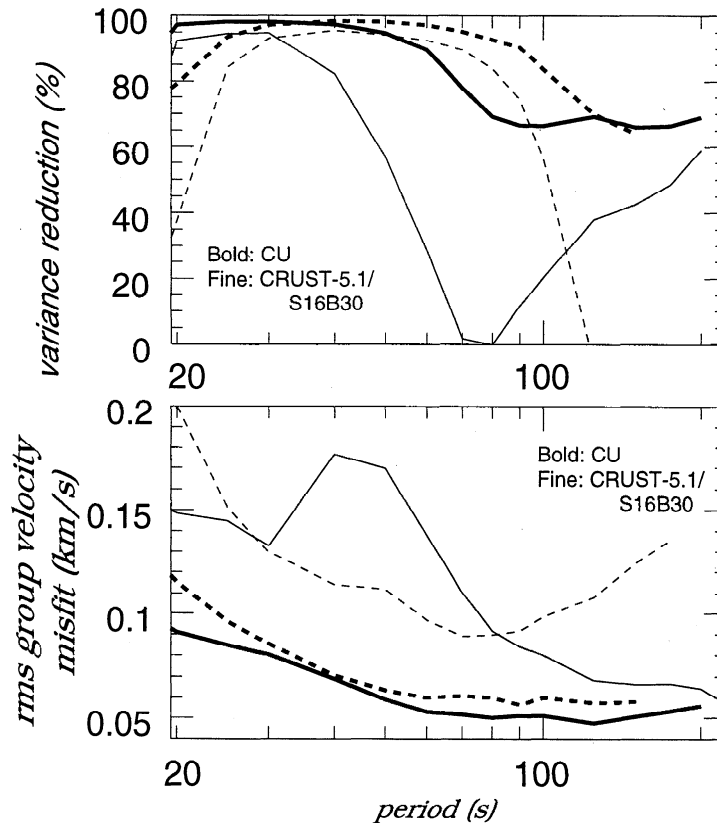 variance reduction (%)
100
80
60
40
20
0
Bold: CU
Fine: CRUST-5.1/
S16B30
20
100
rms group velocity
misfit (km/s)
0.2
0.15
0.1
0.05
Bold: CU
Fine: CRUST-5.1/
S16B30
20
100
period (s)